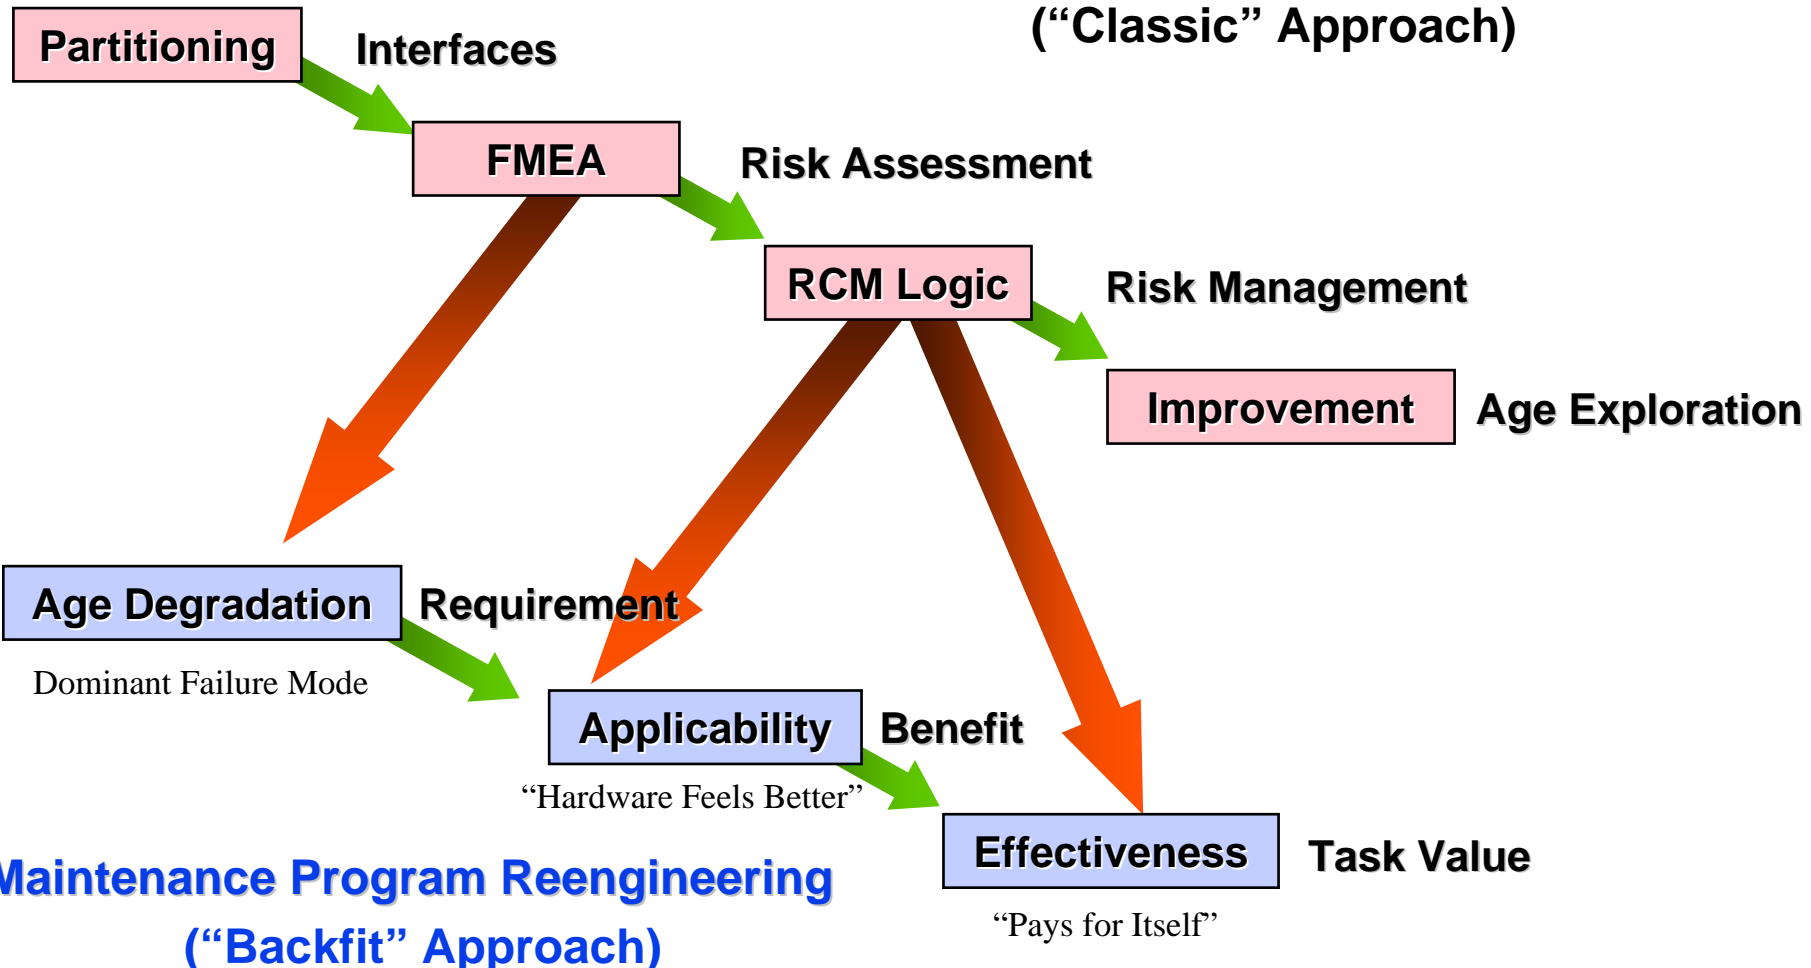 (“Classic” Approach)
Partitioning
Interfaces
FMEA
Risk Assessment
RCM Logic
Risk Management
Improvement
Age Exploration
Age Degradation
Requirement
Dominant Failure Mode
Applicability
Benefit
“Hardware Feels Better”
Effectiveness
Task Value
“Pays for Itself”
Maintenance Program Reengineering
(“Backfit” Approach)